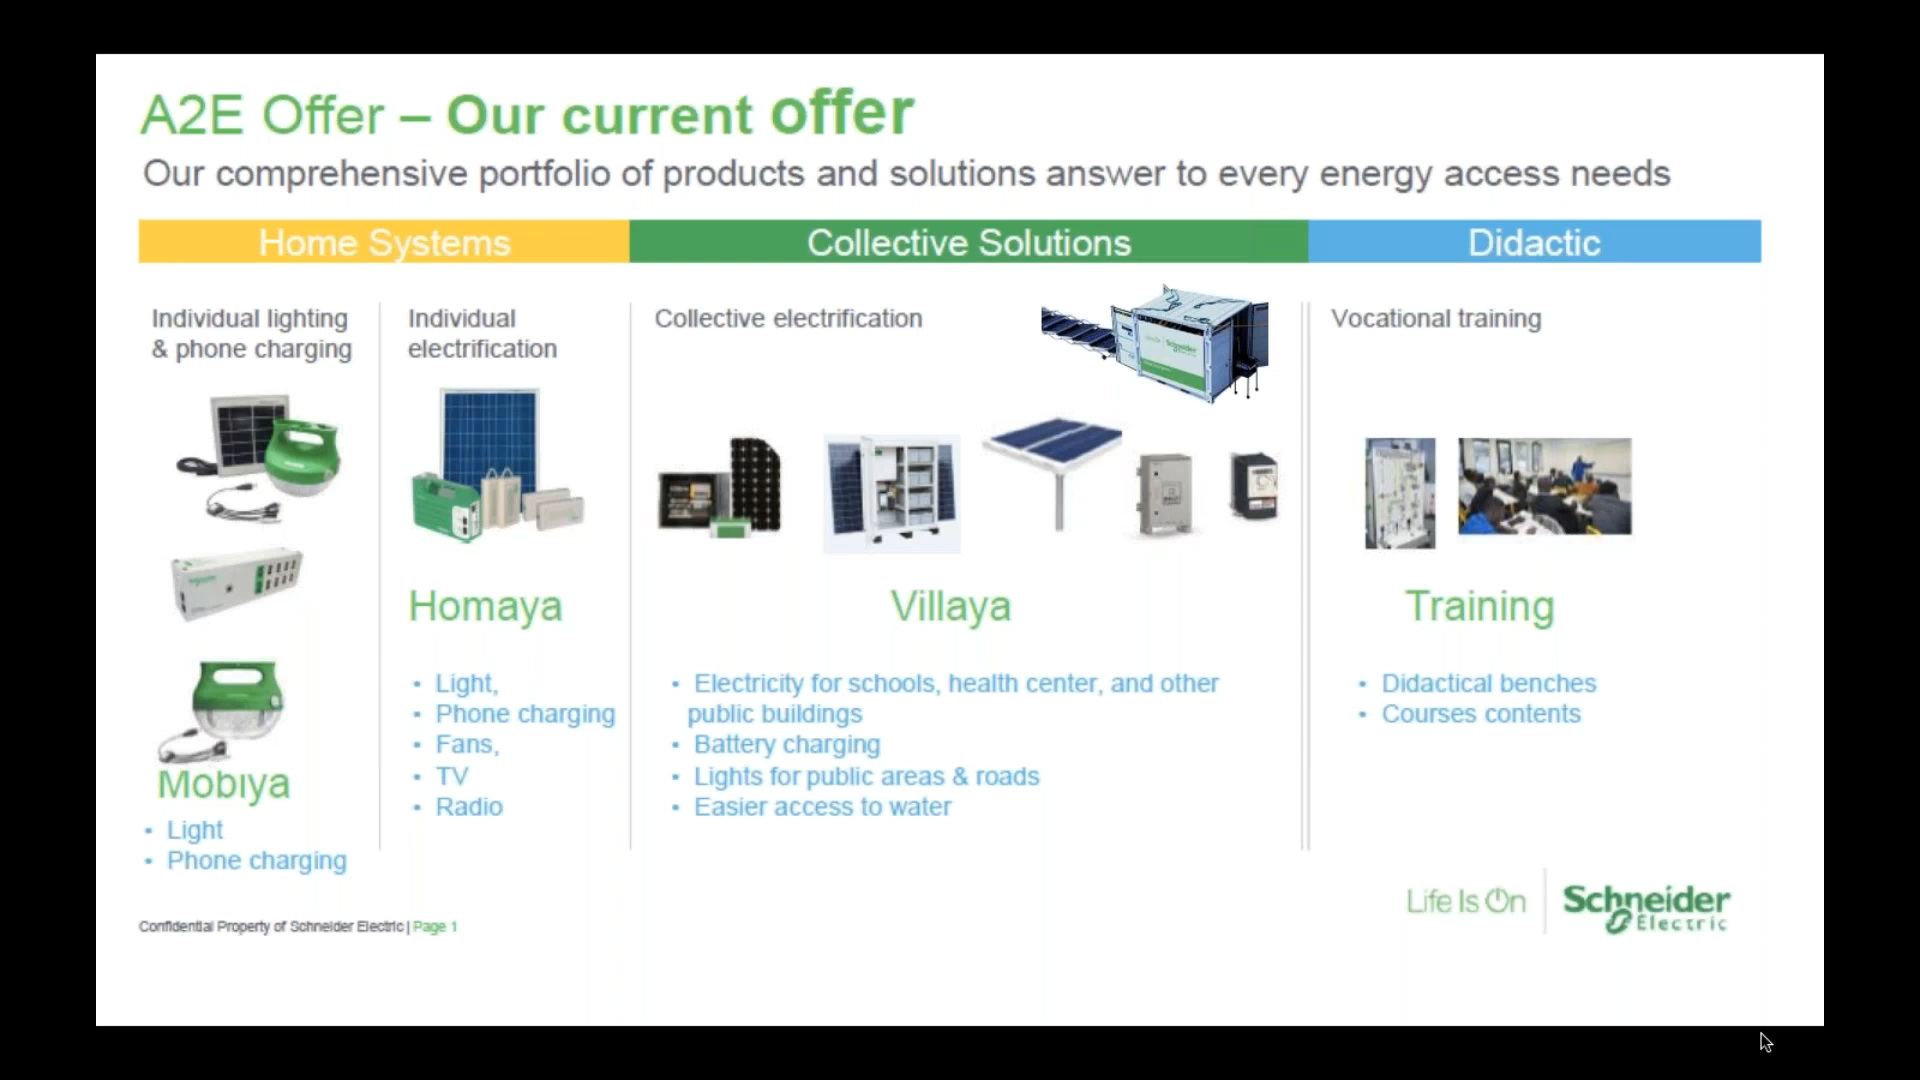 A2E Offer – Our current offer
Our comprehensive portfolio of products and solutions answer to every energy access needs
Home Systems
Collective Solutions
Didactic
Individual lighting
& phone charging
Individual
electrification
Collective electrification
Vocational training
Schneider
Homaya
Villaya
Training
• Light,
• Phone charging
• Fans,
• TV
• Radio
• Electricity for schools, health center, and other
public buildings
• Battery charging
• Lights for public areas & roads
• Easier access to water
• Didactical benches
• Courses contents
Mobiya
• Light
• Phone charging
Life Is On
Schneider
Electric
Confidential Property of Schneider Electric | Page 1